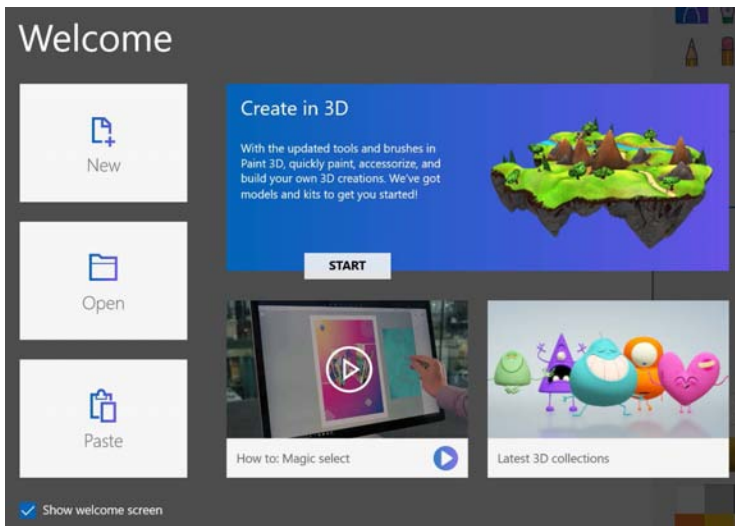 Welcome
New
Open
Paste
Create in 3D
With the updated tools and brushes in
Paint 3D, quickly paint, accessorize, and
build your own 3D creations. We've got
models and kits to get you started!
START
How to: Magic select
Latest 3D collections
Show welcome screen